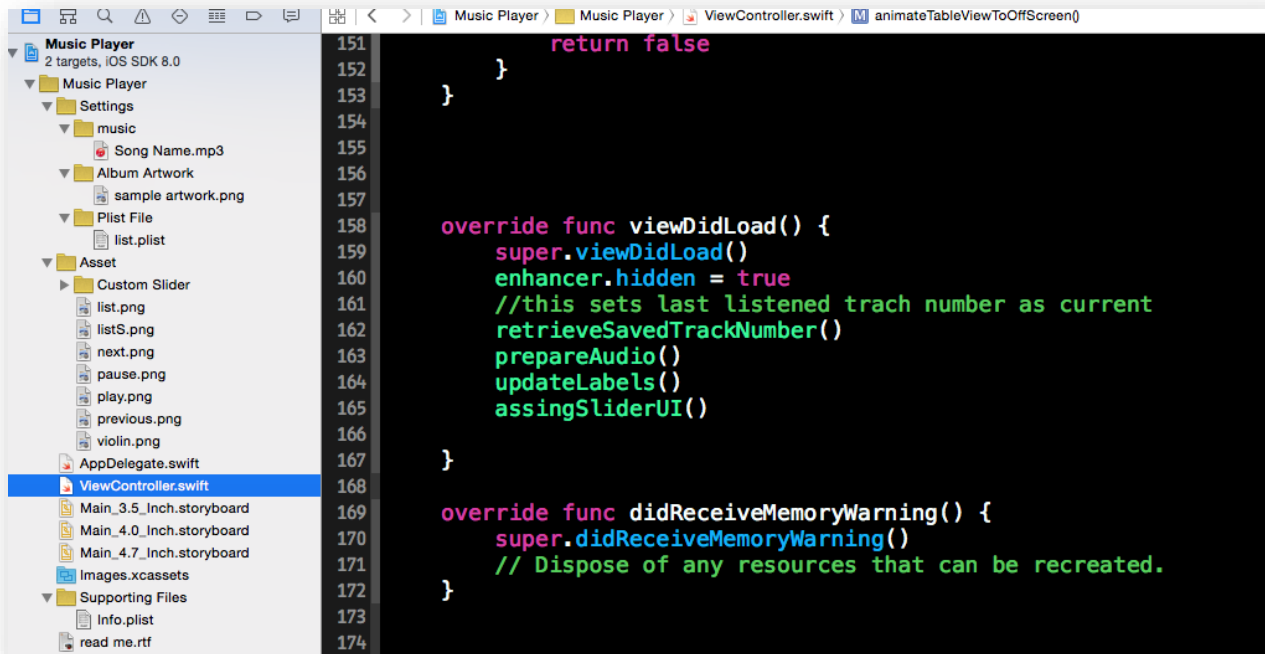 Music Player
2 targets, iOS SDK 8.0
Music Player
Settings
music
Song Name.mp3
Album Artwork
sample artwork.png
Plist File
list.plist
Asset
Custom Slider
list.png
listS.png
next.png
pause.png
play.png
previous.png
violin.png
AppDelegate.swift
ViewController.swift
Main_3.5_Inch.storyboard
Main_4.0_Inch.storyboard
Main_4.7_Inch.storyboard
Images.xcassets
Supporting Files
Info.plist
read me.rtf
Music Player Music Player ViewController.swift M animateTableViewToOffScreen()
151 return false
152 }
153 }
154
155
156
157
158 override func viewDidLoad() {
159 super.viewDidLoad()
160 enhancer.hidden = true
161 //this sets last listened trach number as current
162 retrieveSavedTrackNumber()
163 prepareAudio()
164 updateLabels()
165 assingSliderUI()
166
167 }
168
169 override func didReceiveMemoryWarning() {
170 super.didReceiveMemoryWarning()
171 // Dispose of any resources that can be recreated.
172 }
173
174